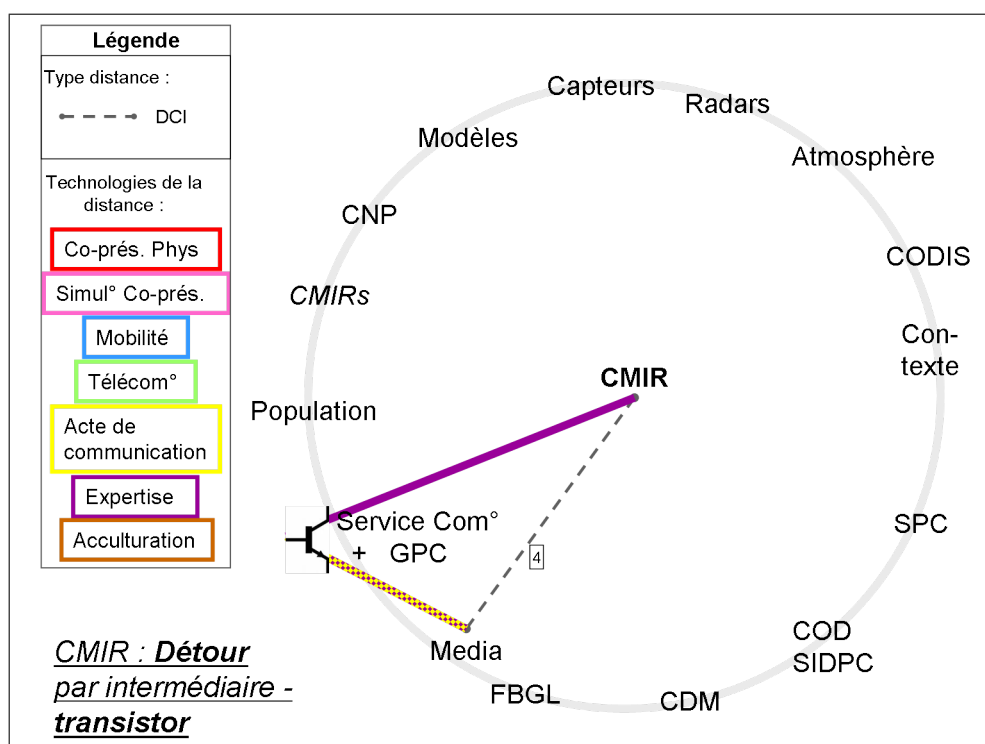 Légende
Type distance :
DCI
Technologies de la
distance :
Co-prés. Phys
Simul° Co-prés.
Mobilité
Télécom°
Acte de
communication
Expertise
Acculturation
Capteurs
Radars
Modèles
Atmosphère
CNP
CODIS
CMIRs
Con-
texte
CMIR
Population
SPC
Service Com°
+ GPC
4
COD
SIDPC
Media
FBGL
CDM
CMIR : Détour
par intermédiaire -
transistor